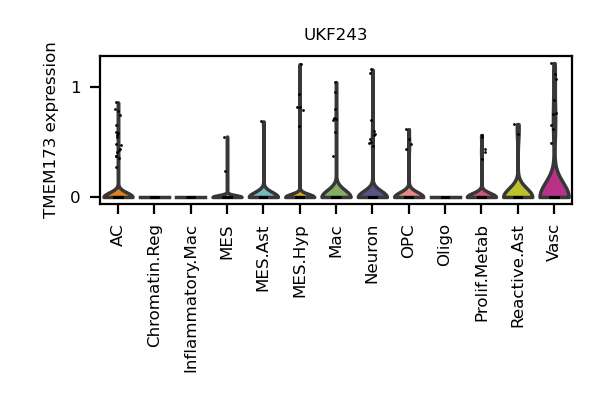 UKF243
TMEM173 expression
1
0
AC
Chromatin.Reg
Inflammatory.Mac
MES
MES.Ast
MES.Hyp
Mac
Neuron
OPC
Oligo
Prolif.Metab
Reactive.Ast
Vasc